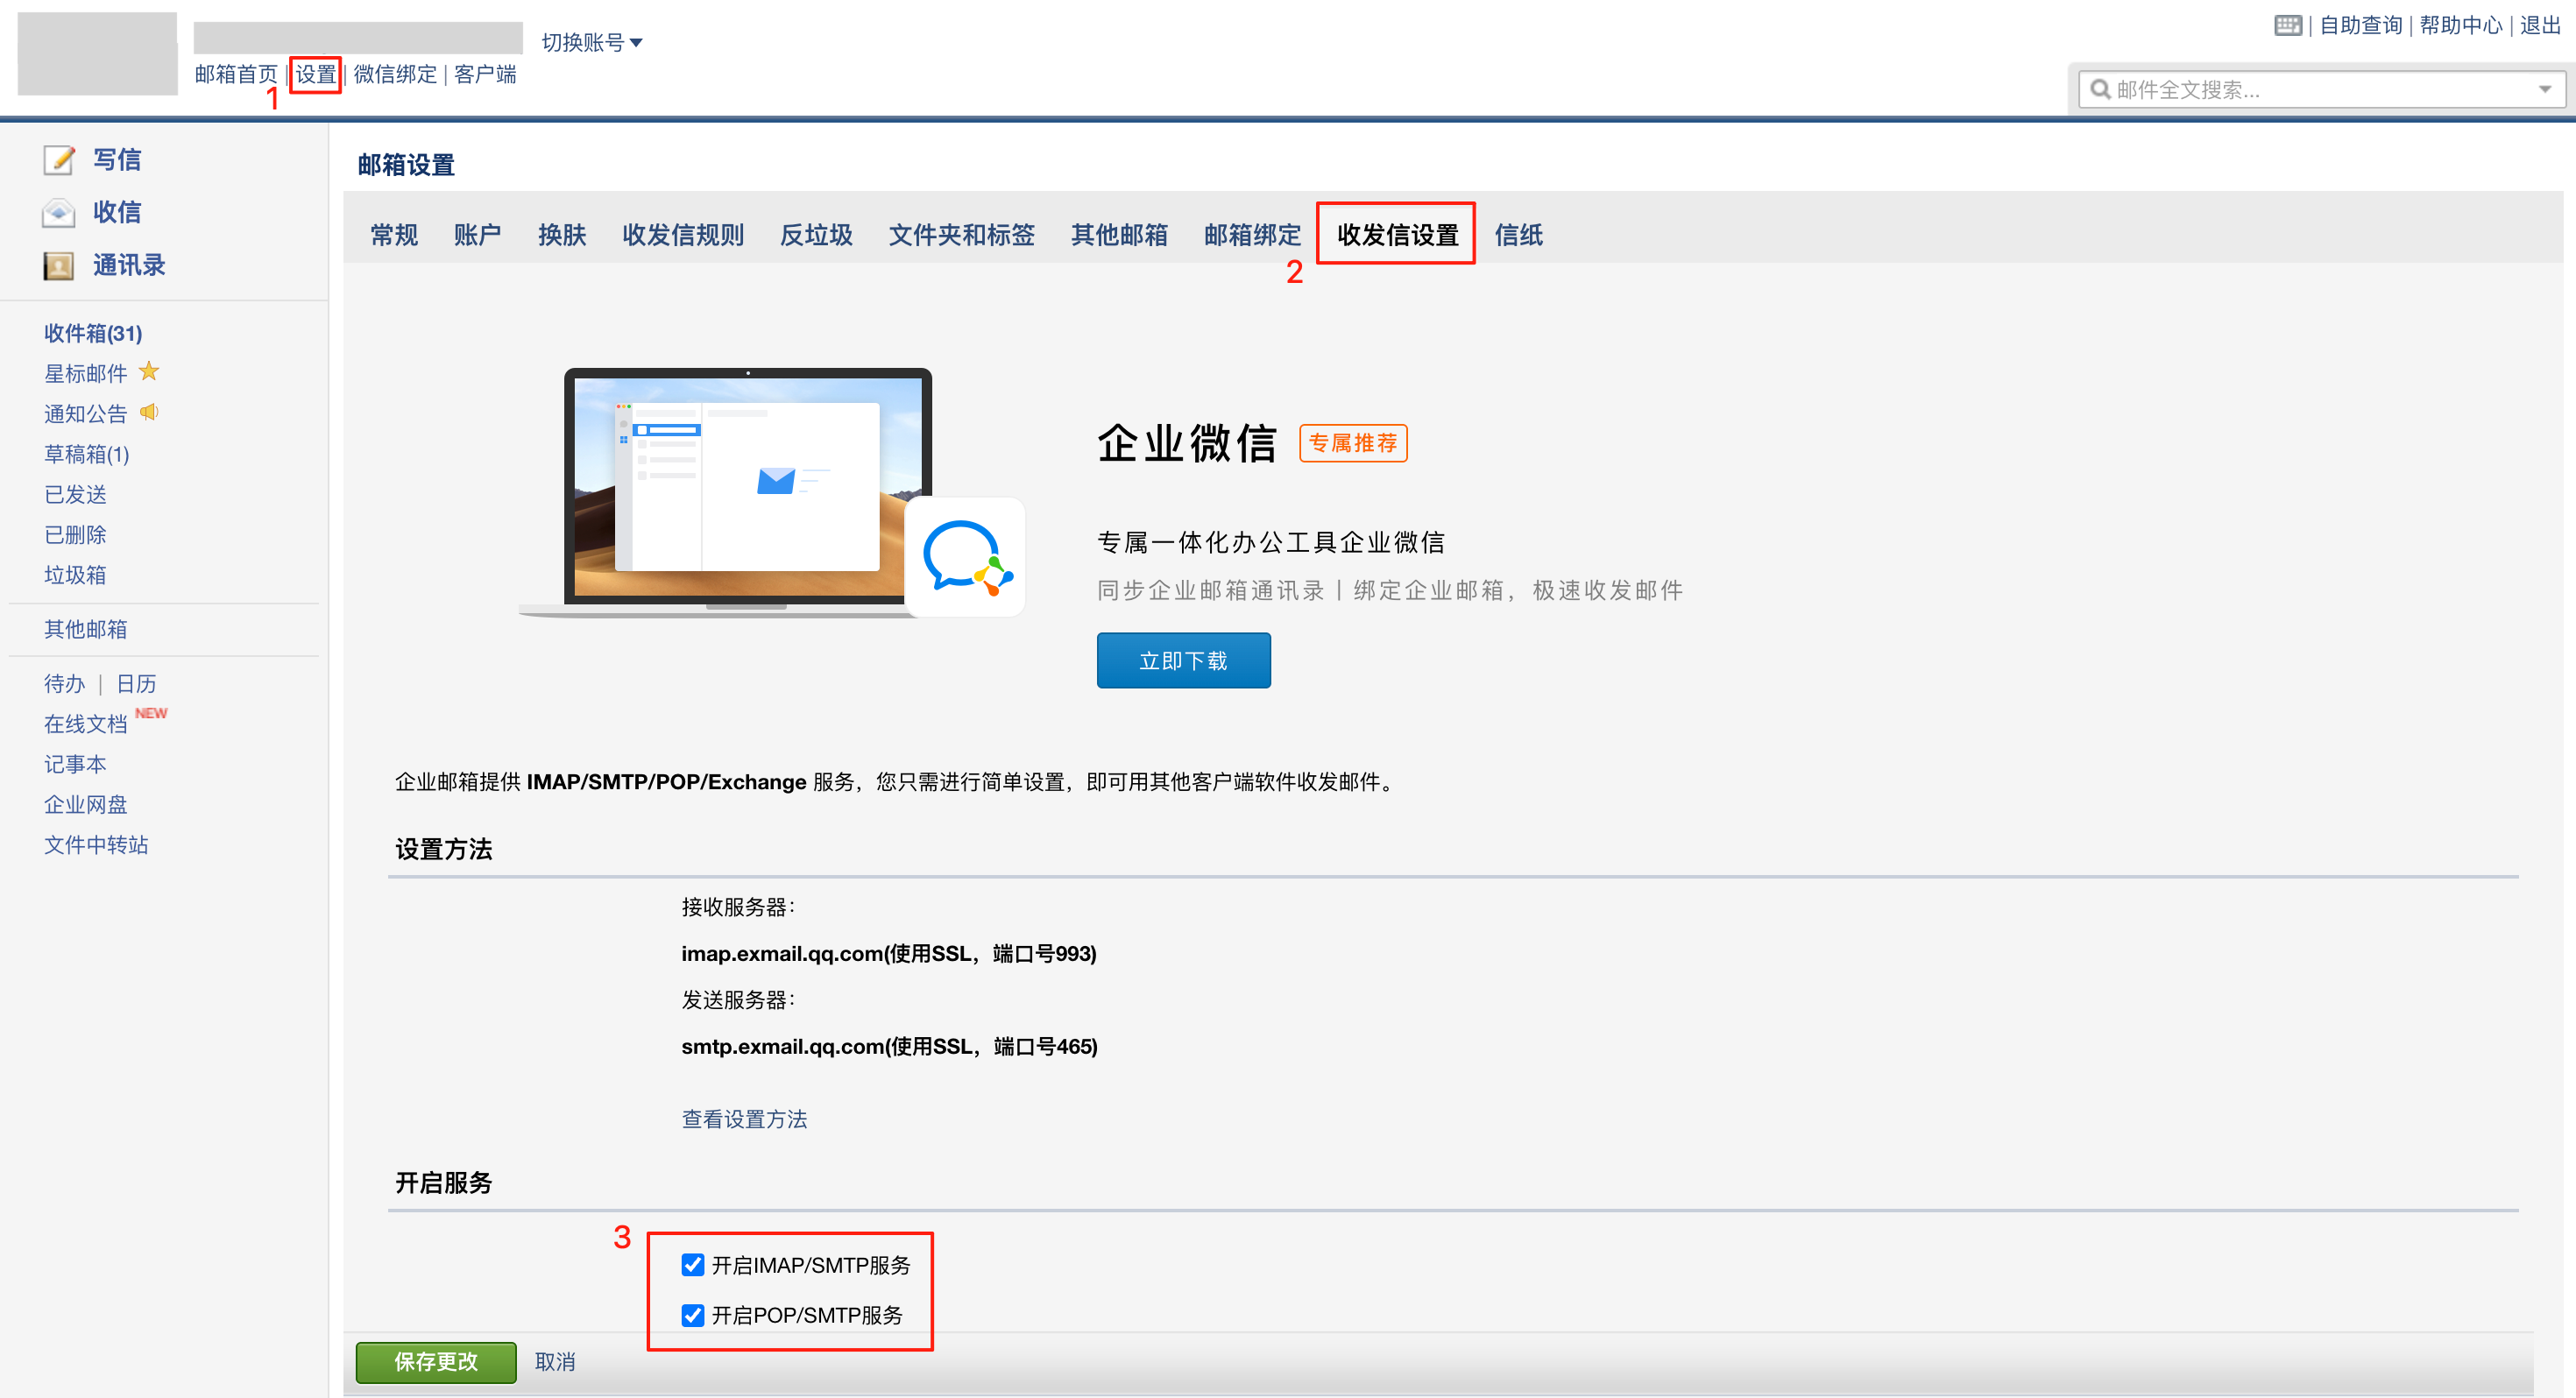 切换账号
自助查询 | 帮助中心 | 退出
邮箱首页 | 设置 | 微信绑定 | 客户端
1
邮件全文搜索...
写信
收信
通讯录
收件箱(31)
星标邮件
通知公告
草稿箱(1)
已发送
已删除
垃圾箱
其他邮箱
待办 | 日历
在线文档 NEW
记事本
企业网盘
文件中转站
邮箱设置
常规 账户 换肤 收发信规则 反垃圾 文件夹和标签 其他邮箱 邮箱绑定 收发信设置 信纸
2
企业微信 专属推荐
专属一体化办公工具企业微信
同步企业邮箱通讯录丨绑定企业邮箱，极速收发邮件
立即下载
企业邮箱提供 IMAP/SMTP/POP/Exchange 服务，您只需进行简单设置，即可用其他客户端软件收发邮件。
设置方法
接收服务器：
imap.exmail.qq.com(使用SSL，端口号993)
发送服务器：
smtp.exmail.qq.com(使用SSL，端口号465)
查看设置方法
开启服务
3
开启IMAP/SMTP服务
开启POP/SMTP服务
保存更改 取消